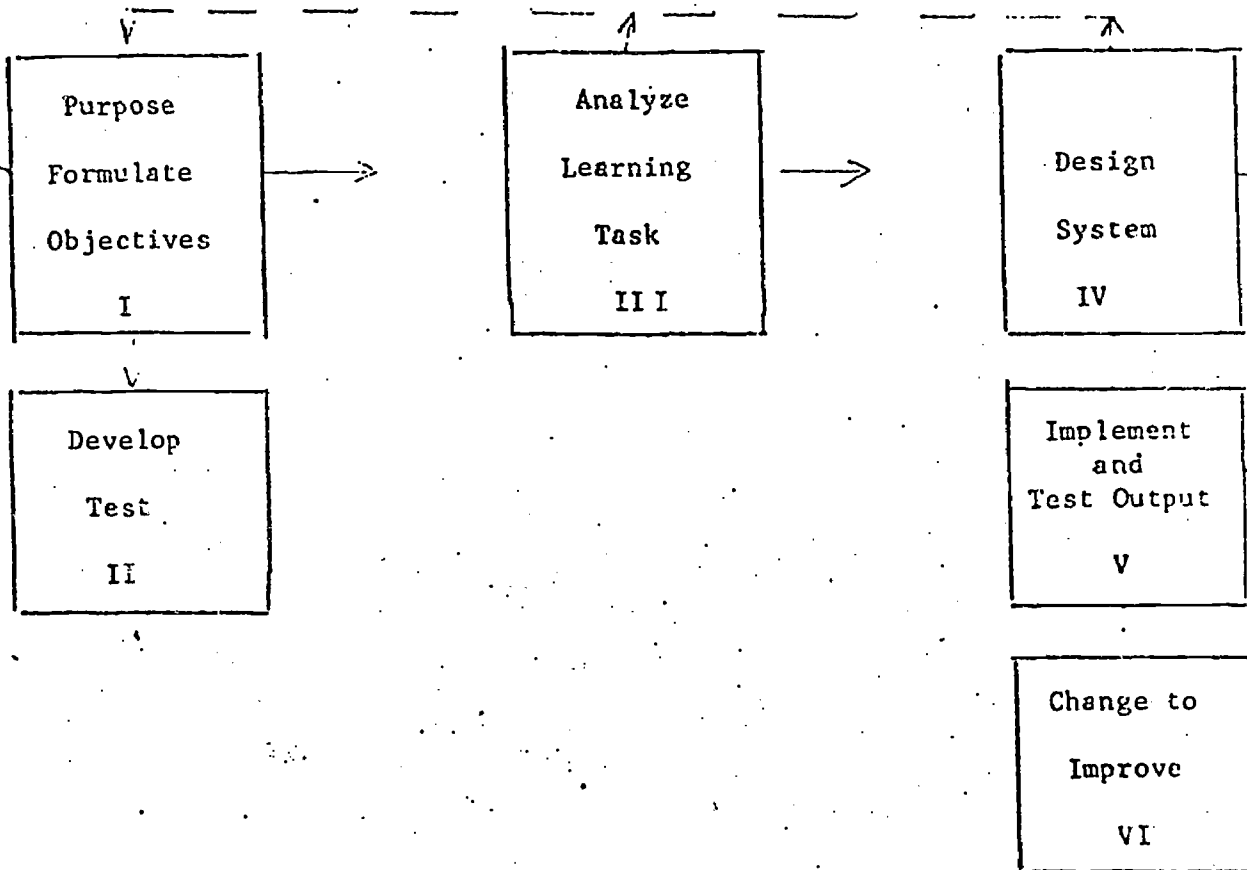 Purpose
Formulate
Objectives
I
Develop
Test
II
Analyze
Learning
Task
II I
Design
System
IV
Implement
and
Test Output
V
Change to
Improve
VI